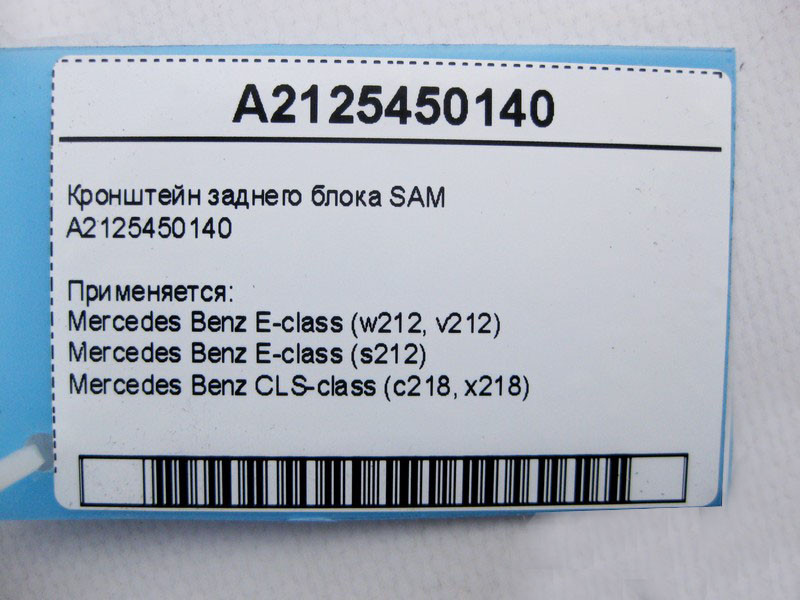 A2125450140
Кронштейн заднего блока SAM
A2125450140
Применяется:
Mercedes Benz E-class (w212, v212)
Mercedes Benz E-class (s212)
Mercedes Benz CLS-class (c218, x218)